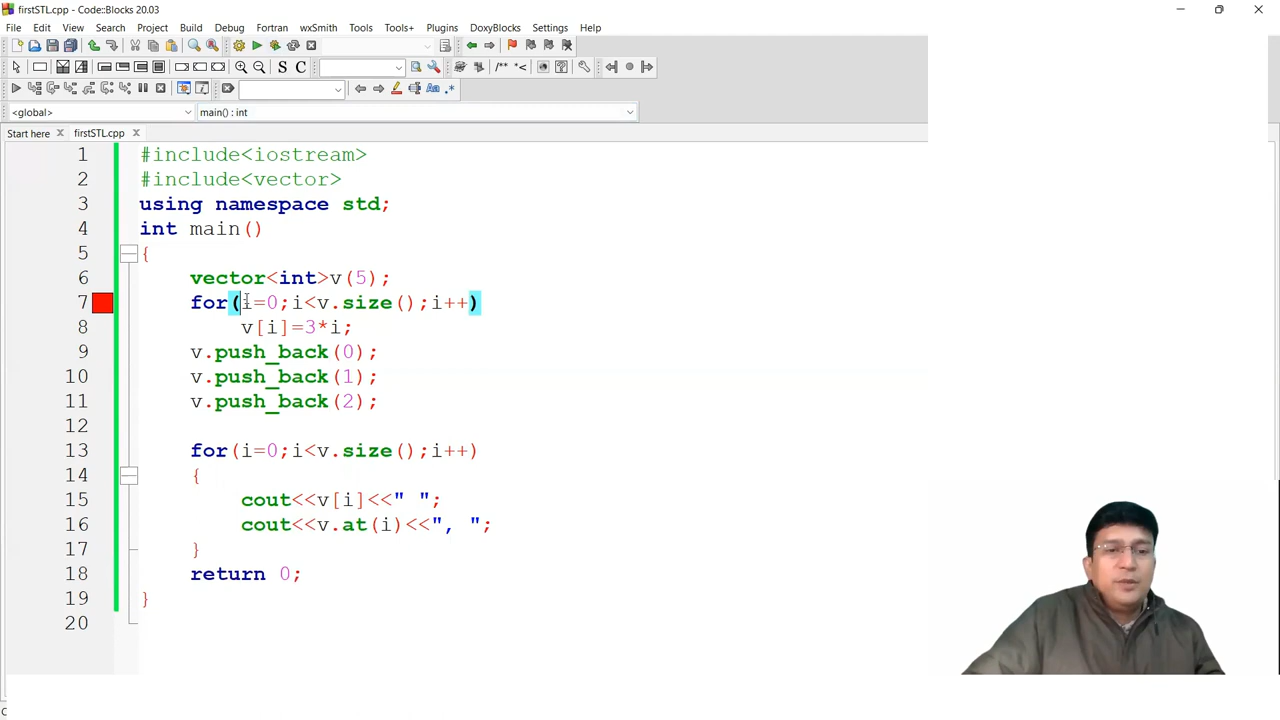 firstSTL.cpp - Code::Blocks 20.03
File Edit View Search Project Build Debug Fortran wxSmith Tools Tools+ Plugins DoxyBlocks Settings Help
S C /** *<
Aa .*
<global> main() : int
Start here firstSTL.cpp
1 #include<iostream>
2 #include<vector>
3 using namespace std;
4 int main()
5 {
6 vector<int>v(5);
7 for(i=0;i<v.size();i++)
8 v[i]=3*i;
9 v.push_back(0);
10 v.push_back(1);
11 v.push_back(2);
12
13 for(i=0;i<v.size();i++)
14 {
15 cout<<v[i]<<" ";
16 cout<<v.at(i)<<", ";
17 }
18 return 0;
19 }
20